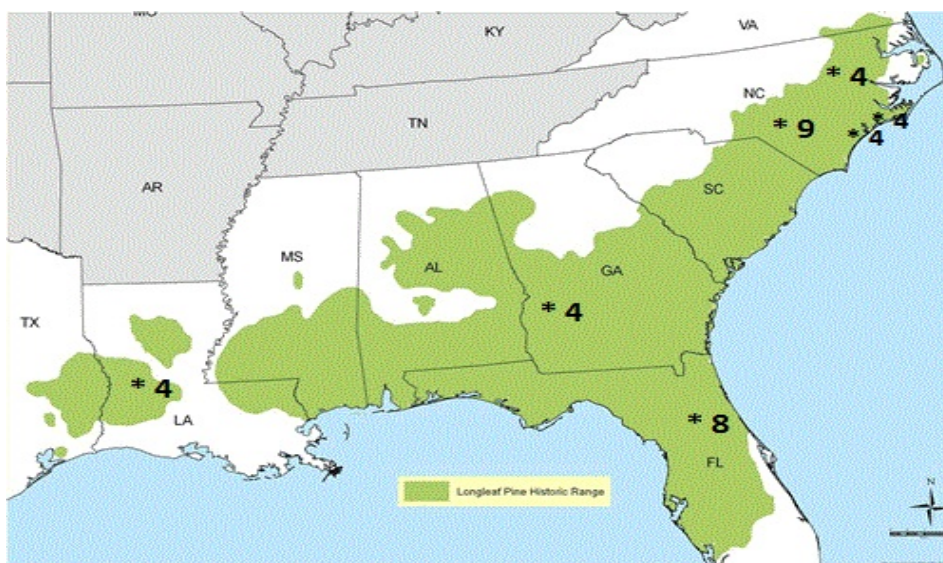 MO
KY
VA
* 4
NC
TN
* 9
* 4
* 4
AR
SC
MS
AL
GA
* 4
TX
* 4
LA
* 8
FL
Longleaf Pine Historic Range
N